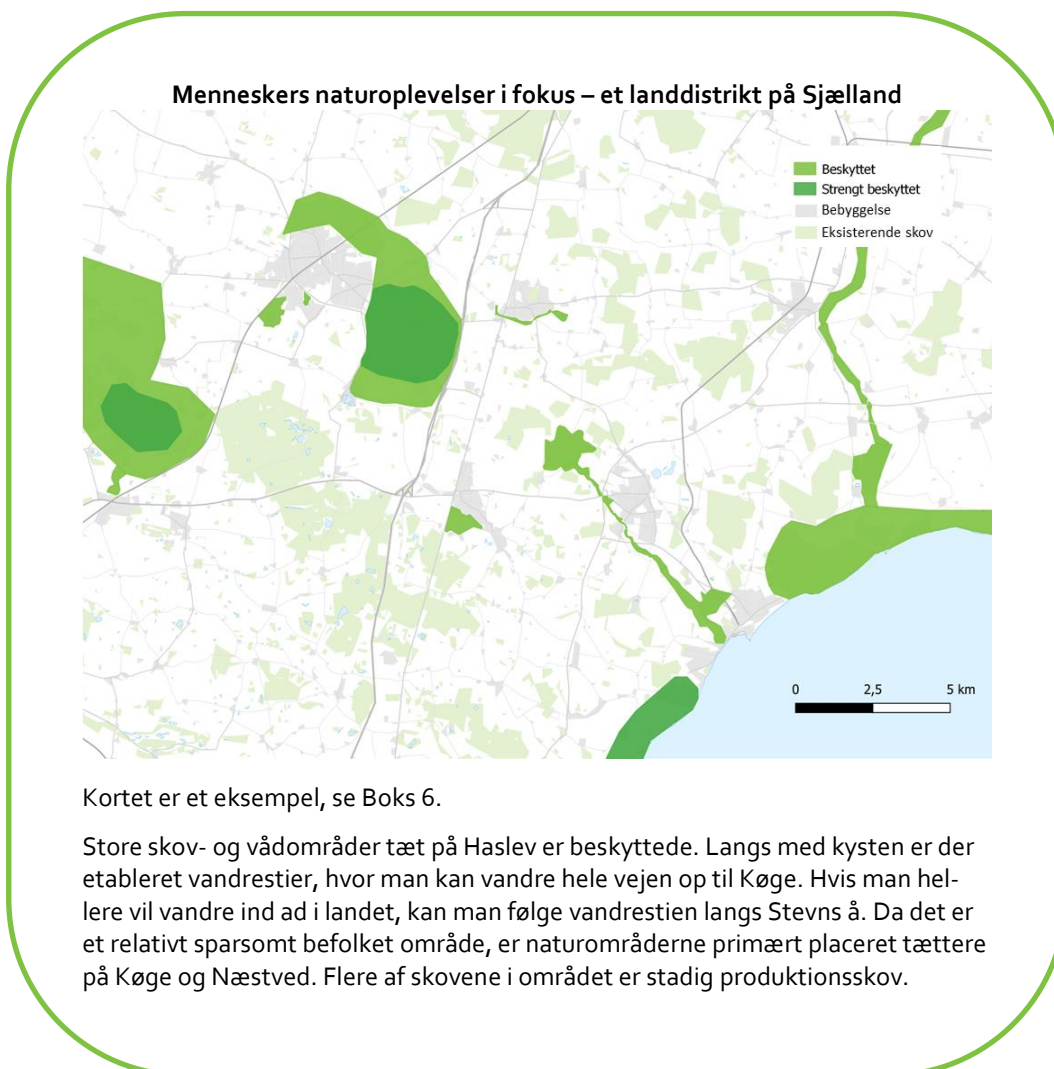 Menneskers naturoplevelser i fokus – et landdistrikt på Sjælland
Beskyttet
Strengt beskyttet
Bebyggelse
Eksisterende skov
0 2,5 5 km
Kortet er et eksempel, se Boks 6.
Store skov- og vådområder tæt på Haslev er beskyttede. Langs med kysten er der
etableret vandrestier, hvor man kan vandre hele vejen op til Køge. Hvis man hel-
lere vil vandre ind ad i landet, kan man følge vandrestien langs Stevns å. Da det er
et relativt sparsomt befolket område, er naturområderne primært placeret tættere
på Køge og Næstved. Flere af skovene i området er stadig produktionsskov.